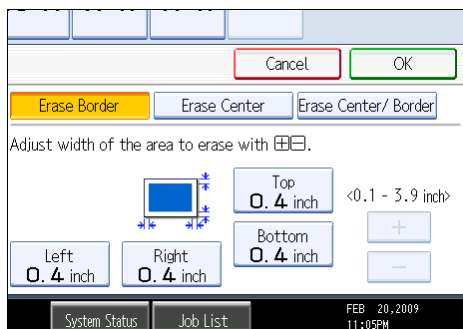 Cancel OK
Erase Border Erase Center Erase Center/ Border
Adjust width of the area to erase with ⊞⊟.
Top
0.4 inch
<0.1 - 3.9 inch>
+
Bottom
0.4 inch
−
Left
0.4 inch
Right
0.4 inch
System Status Job List
FEB 20,2009
11:05PM